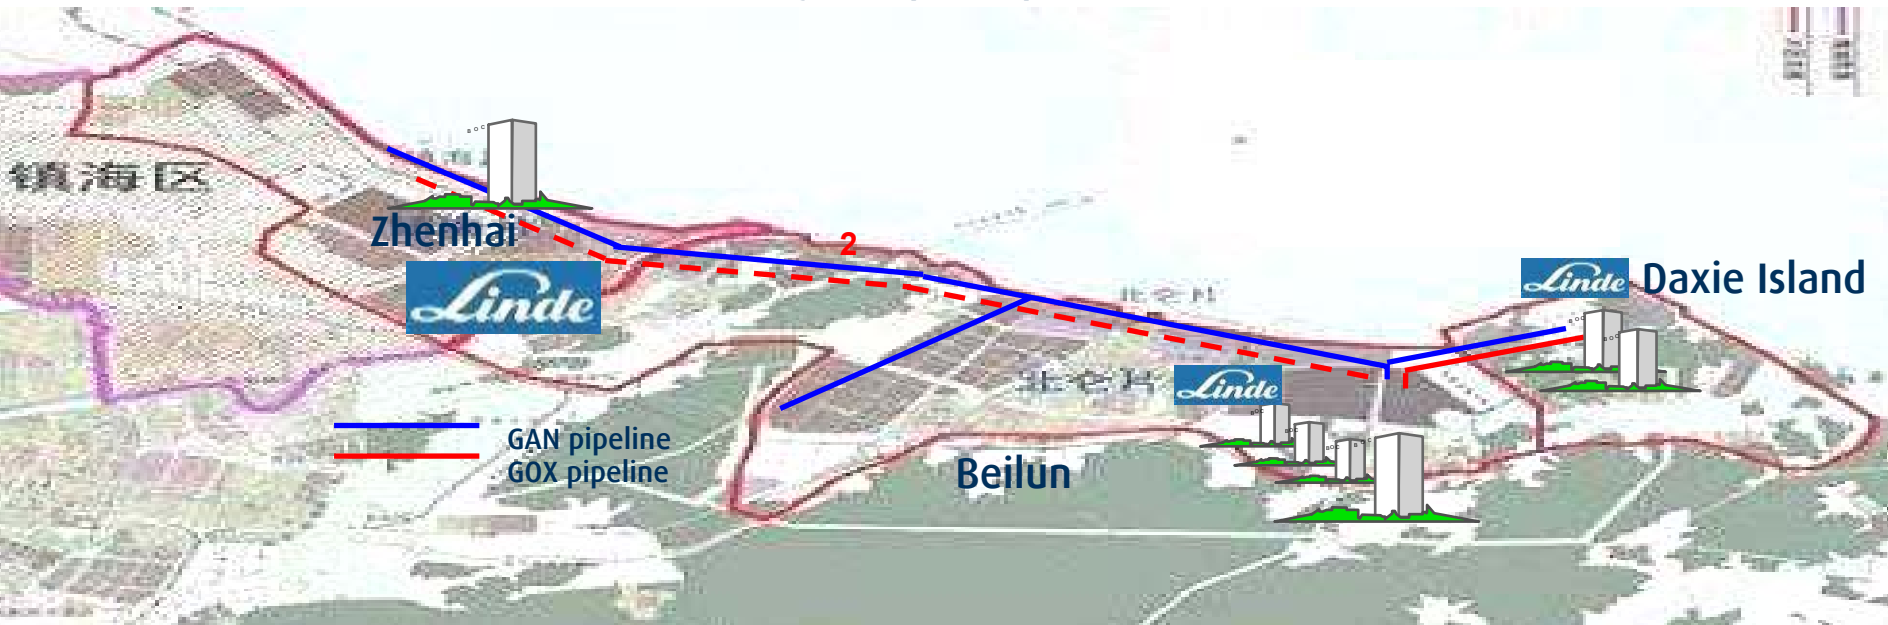 镇海区
Zhenhai
Linde
2
Linde
Daxie Island
Linde
GAN pipeline
GOX pipeline
Beilun